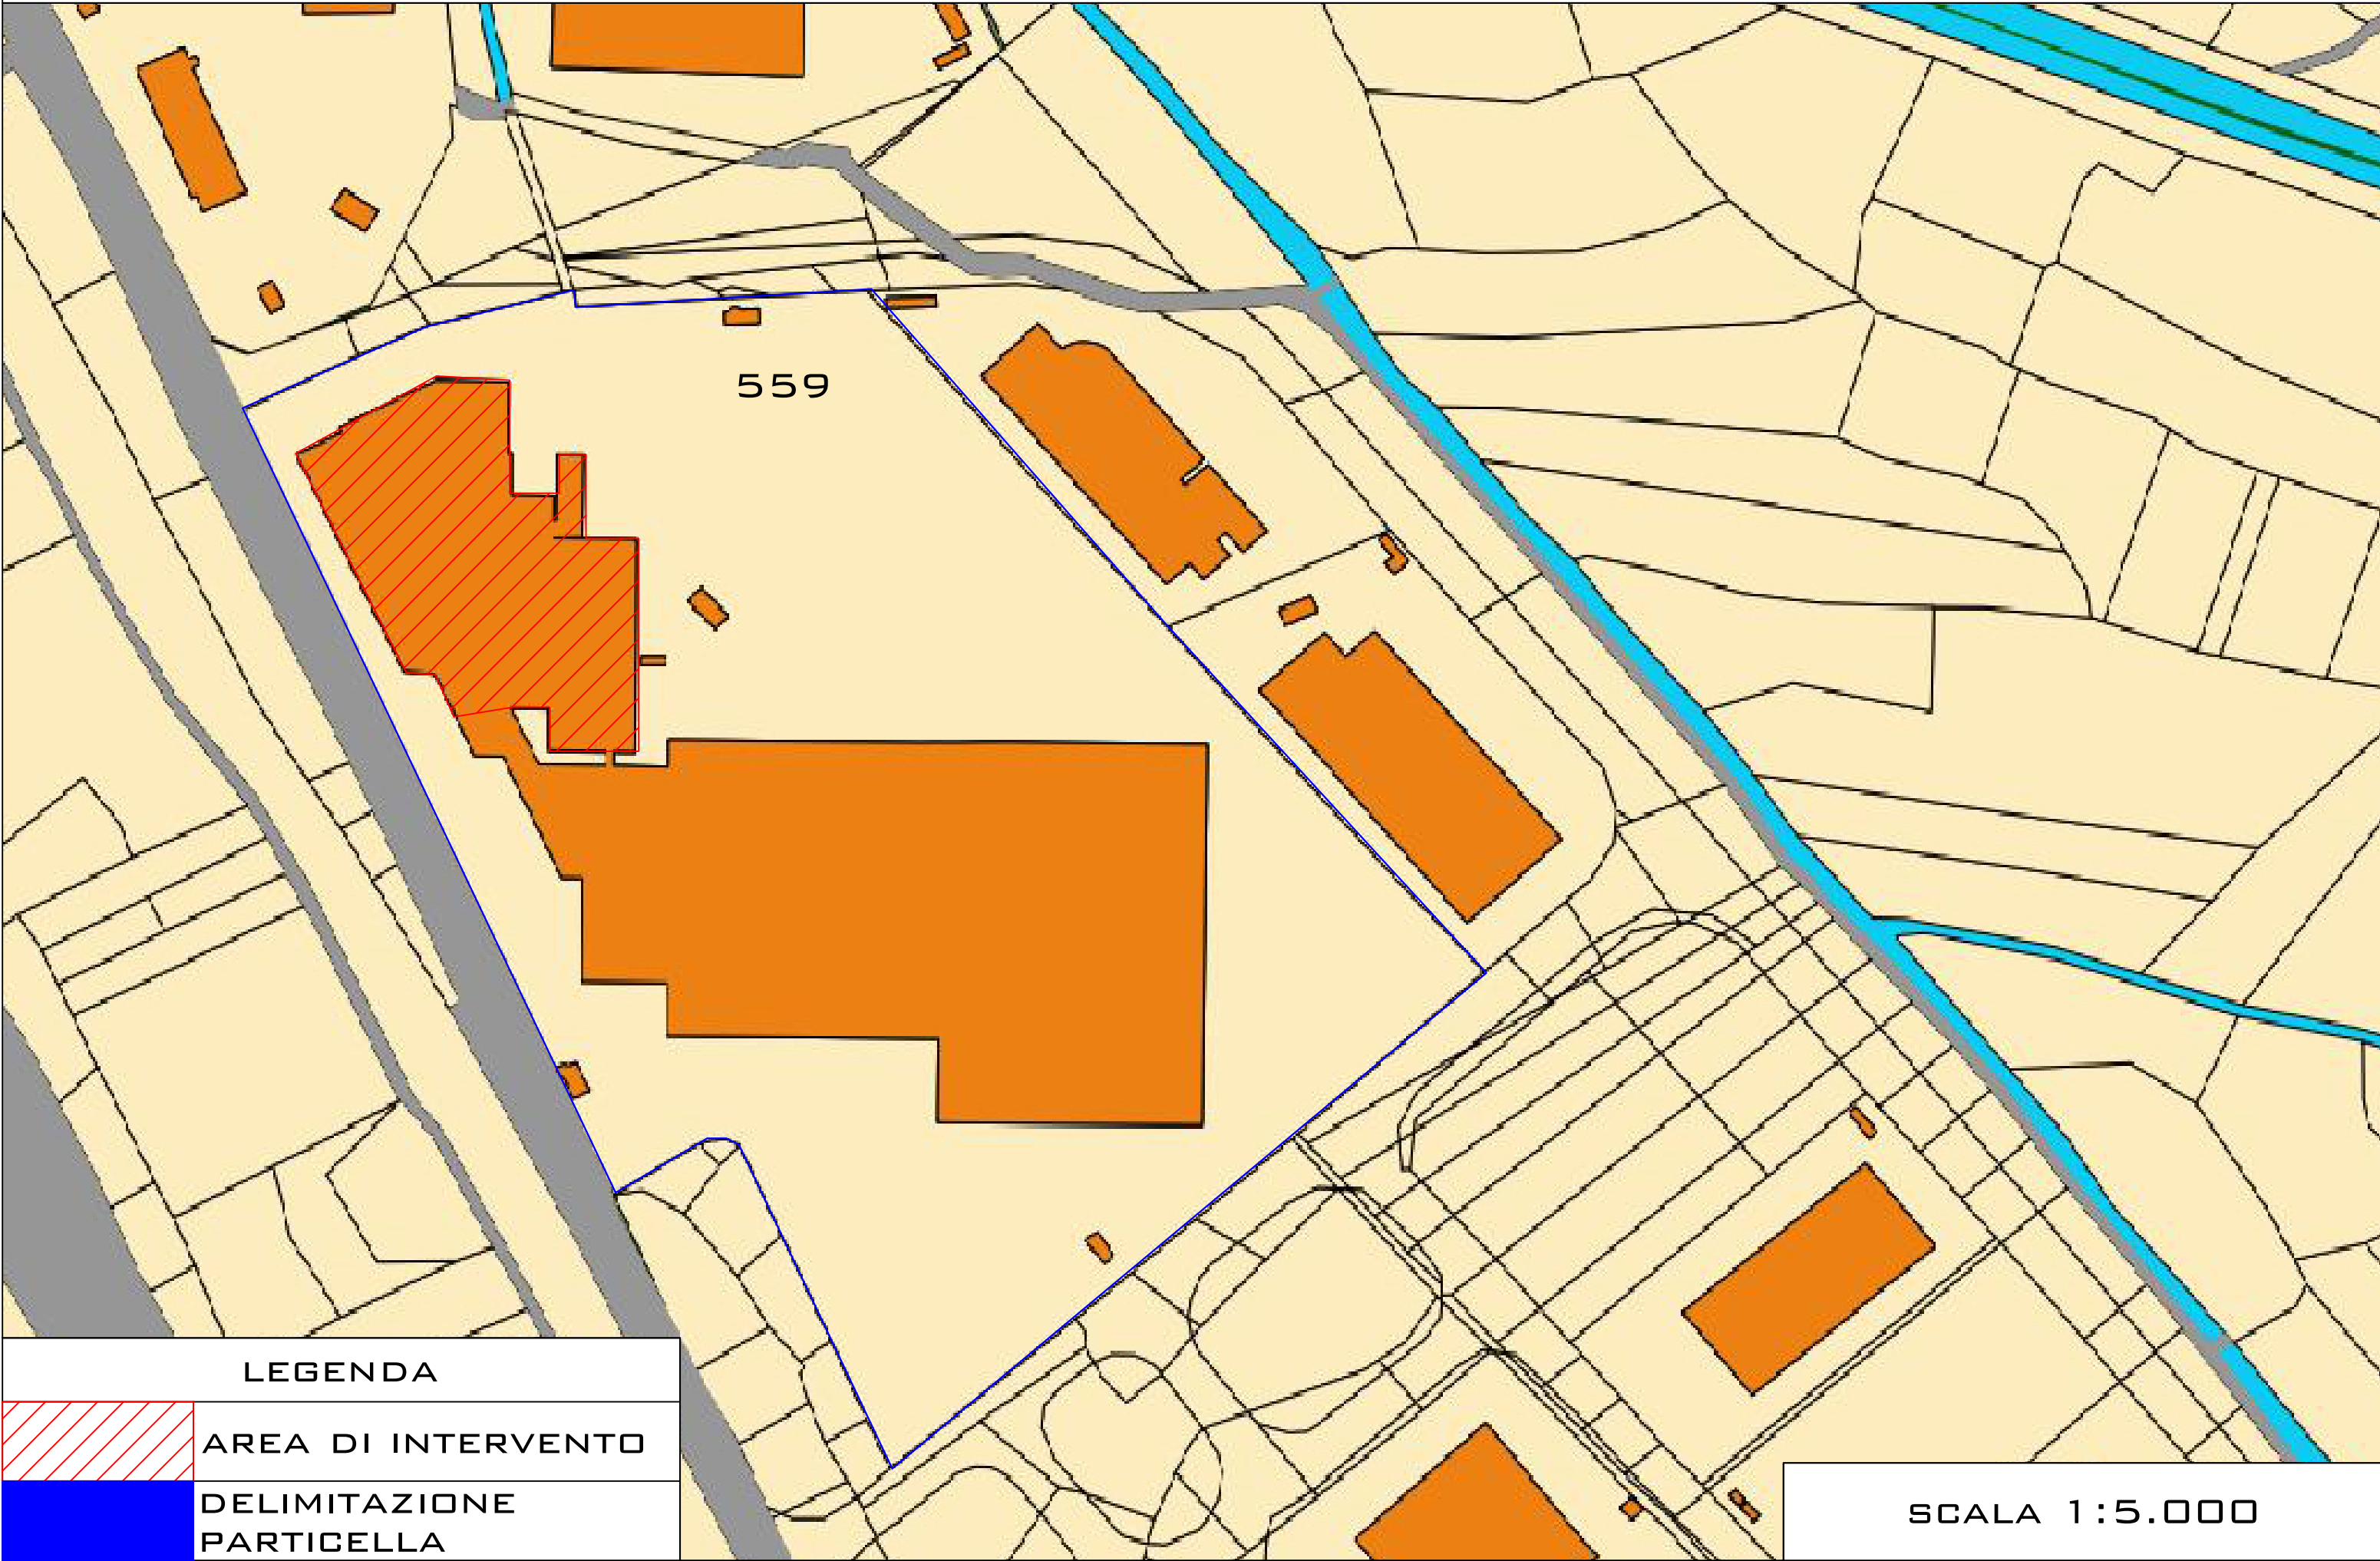 559
LEGENDA
AREA DI INTERVENTO
DELIMITAZIONE
PARTICELLA
SCALA 1:5.000